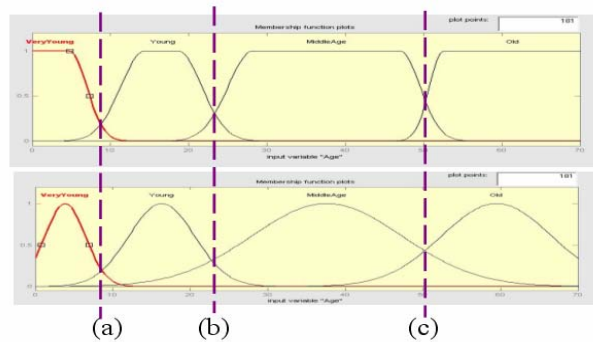 Membership function plots
plot points: 181
VeryYoung Young MiddleAge Old
1
0.5
0
0 10 20 30 40 50 60 70
input variable "Age"
Membership function plots
plot points: 181
VeryYoung Young MiddleAge Old
1
0.5
0
0 10 20 30 40 50 60 70
input variable "Age"
(a) (b) (c)